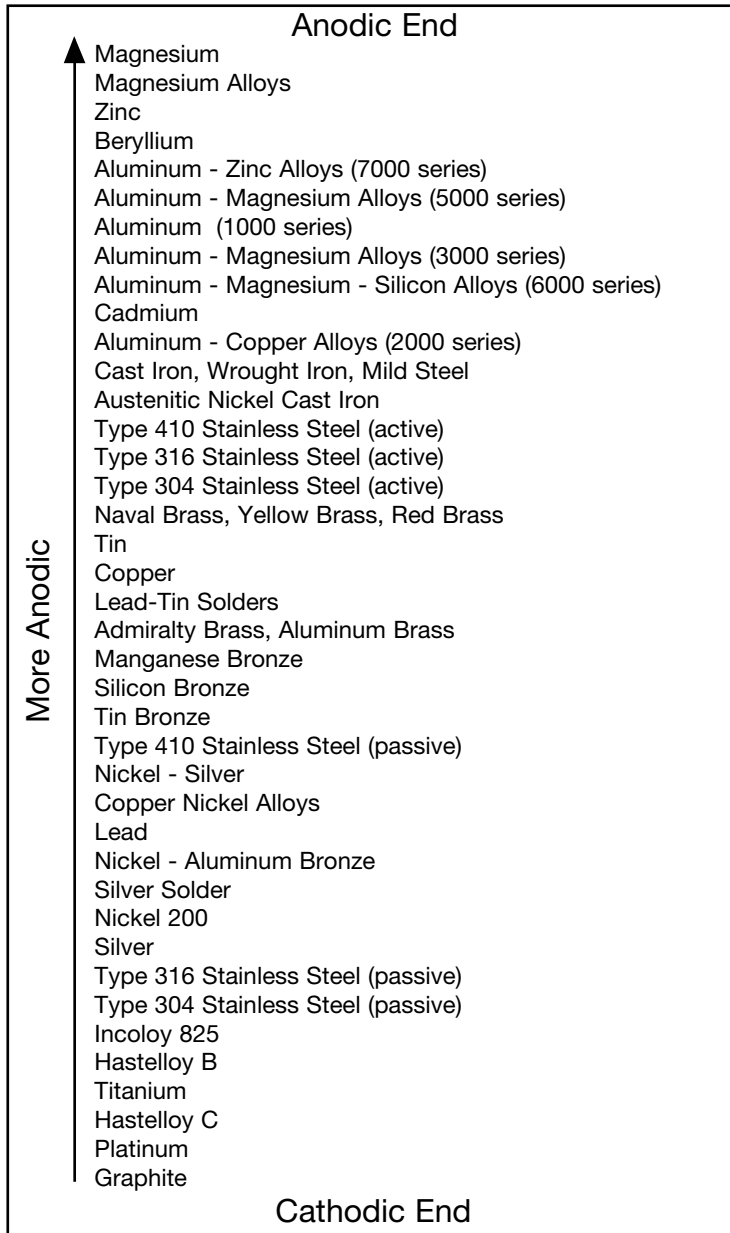 Anodic End
Magnesium
Magnesium Alloys
Zinc
Beryllium
Aluminum - Zinc Alloys (7000 series)
Aluminum - Magnesium Alloys (5000 series)
Aluminum (1000 series)
Aluminum - Magnesium Alloys (3000 series)
Aluminum - Magnesium - Silicon Alloys (6000 series)
Cadmium
Aluminum - Copper Alloys (2000 series)
Cast Iron, Wrought Iron, Mild Steel
Austenitic Nickel Cast Iron
Type 410 Stainless Steel (active)
Type 316 Stainless Steel (active)
Type 304 Stainless Steel (active)
Naval Brass, Yellow Brass, Red Brass
Tin
Copper
Lead-Tin Solders
Admiralty Brass, Aluminum Brass
Manganese Bronze
Silicon Bronze
Tin Bronze
Type 410 Stainless Steel (passive)
Nickel - Silver
Copper Nickel Alloys
Lead
Nickel - Aluminum Bronze
Silver Solder
Nickel 200
Silver
Type 316 Stainless Steel (passive)
Type 304 Stainless Steel (passive)
Incoloy 825
Hastelloy B
Titanium
Hastelloy C
Platinum
Graphite
Cathodic End
More Anodic